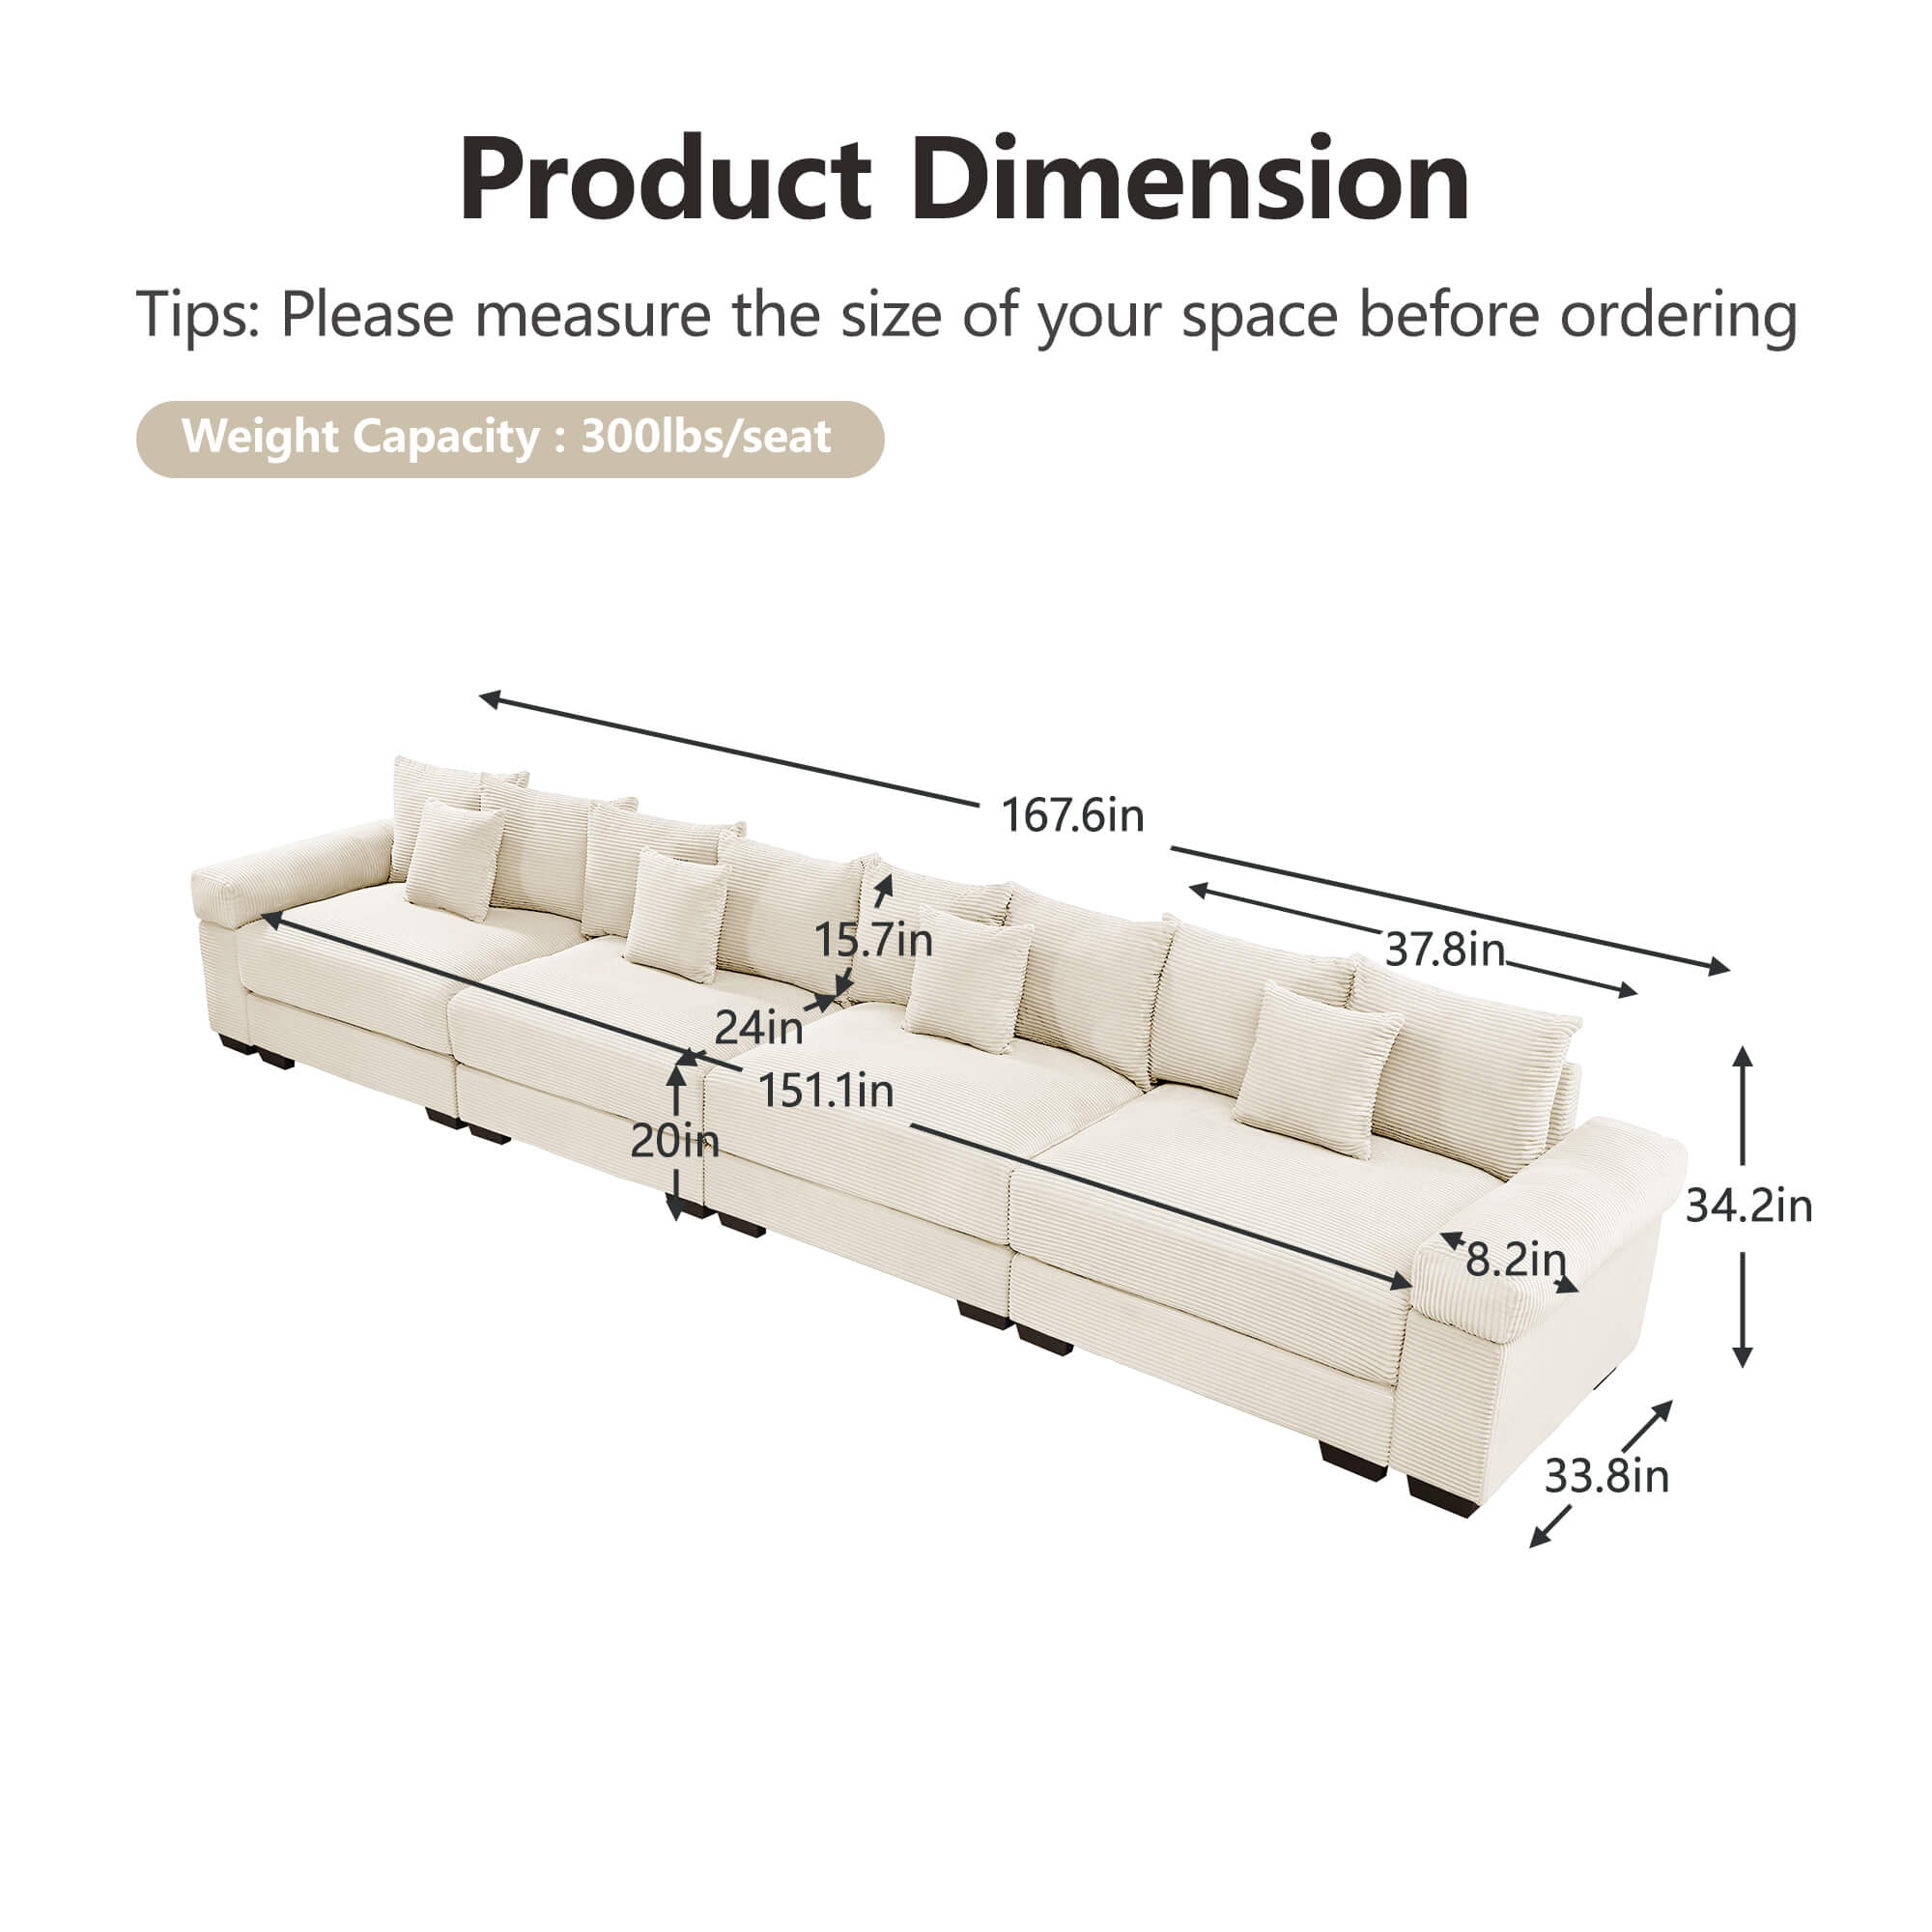 Product Dimension
Tips: Please measure the size of your space before ordering
Weight Capacity : 300lbs/seat
167.6in
37.8in
15.7in
24in
151.1in
20in
34.2in
8.2in
33.8in